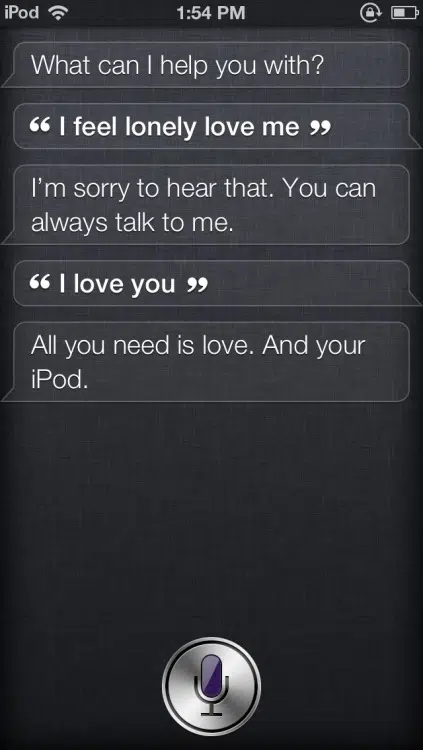 iPod 1:54 PM
What can I help you with?
“ I feel lonely love me ”
I’m sorry to hear that. You can
always talk to me.
“ I love you ”
All you need is love. And your
iPod.